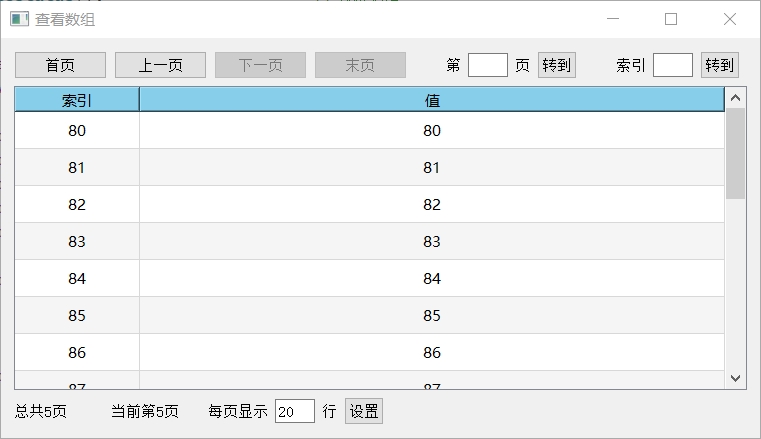 查看数组
首页 上一页 下一页 末页 第 页 转到 索引 转到
索引 值
80 80
81 81
82 82
83 83
84 84
85 85
86 86
87 87
总共5页 当前第5页 每页显示 20 行 设置